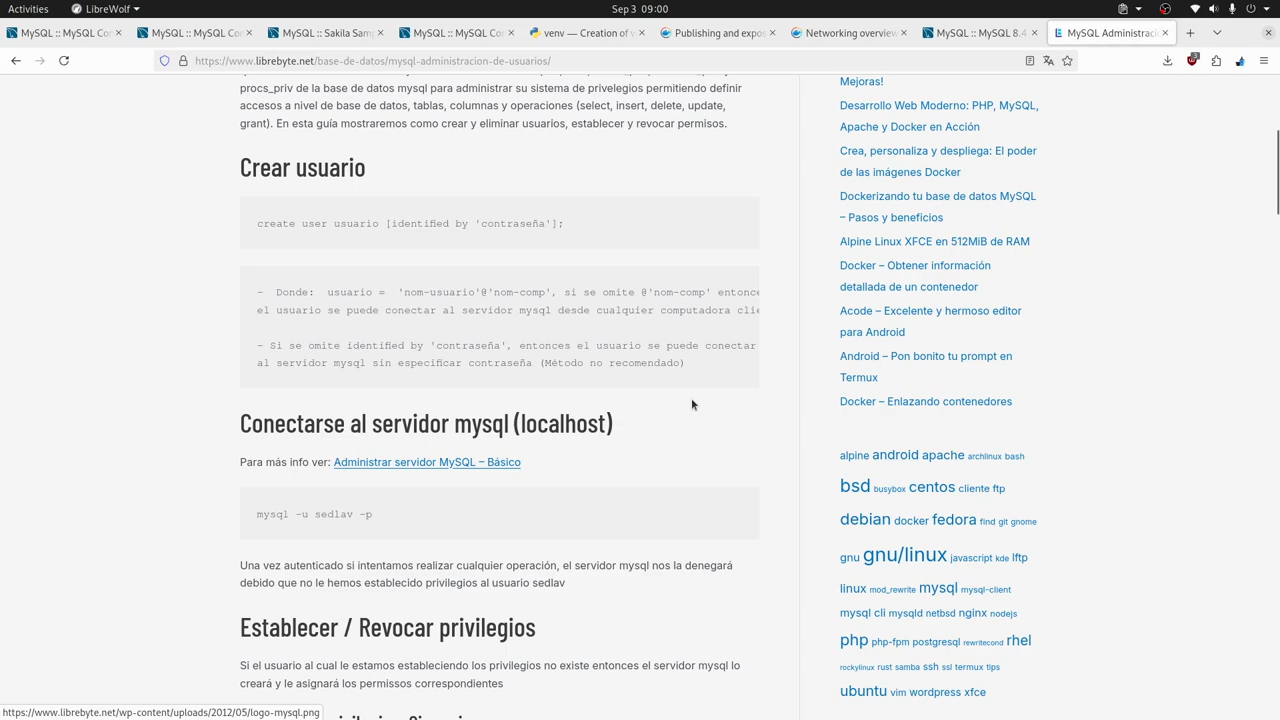 Activities
LibreWolf
Sep 3 09:00
MySQL :: MySQL Con
MySQL :: MySQL Co
MySQL :: Sakila Sam
MySQL :: MySQL Co
venv — Creation of v
Publishing and expos
Networking overview
MySQL :: MySQL 8.4
MySQL Administraci
https://www.librebyte.net/base-de-datos/mysql-administracion-de-usuarios/
3
procs_priv de la base de datos mysql para administrar su sistema de privilegios permitiendo definir
accesos a nivel de base de datos, tablas, columnas y operaciones (select, insert, delete, update,
grant). En esta guía mostraremos como crear y eliminar usuarios, establecer y revocar permisos.
Crear usuario
create user usuario [identified by 'contraseña'];
- Donde: usuario = 'nom-usuario'@'nom-comp', si se omite @'nom-comp' entonce
el usuario se puede conectar al servidor mysql desde cualquier computadora clie
- Si se omite identified by 'contraseña', entonces el usuario se puede conectar
al servidor mysql sin especificar contraseña (Método no recomendado)
Conectarse al servidor mysql (localhost)
Para más info ver: Administrar servidor MySQL – Básico
mysql -u sedlav -p
Una vez autenticado si intentamos realizar cualquier operación, el servidor mysql nos la denegará
debido que no le hemos establecido privilegios al usuario sedlav
Establecer / Revocar privilegios
Si el usuario al cual le estamos estableciendo los privilegios no existe entonces el servidor mysql lo
creará y le asignará los permissos correspondientes
https://www.librebyte.net/wp-content/uploads/2012/05/logo-mysql.png
Mejoras!
Desarrollo Web Moderno: PHP, MySQL,
Apache y Docker en Acción
Crea, personaliza y despliega: El poder
de las imágenes Docker
Dockerizando tu base de datos MySQL
– Pasos y beneficios
Alpine Linux XFCE en 512MiB de RAM
Docker – Obtener información
detallada de un contenedor
Acode – Excelente y hermoso editor
para Android
Android – Pon bonito tu prompt en
Termux
Docker – Enlazando contenedores
alpine android apache archlinux bash
bsd busybox centos cliente ftp
debian docker fedora find git gnome
gnu gnu/linux javascript kde lftp
linux mod_rewrite mysql mysql-client
mysql cli mysqld netbsd nginx nodejs
php php-fpm postgresql rewritecond rhel
rockylinux rust samba ssh ssl termux tips
ubuntu vim wordpress xfce